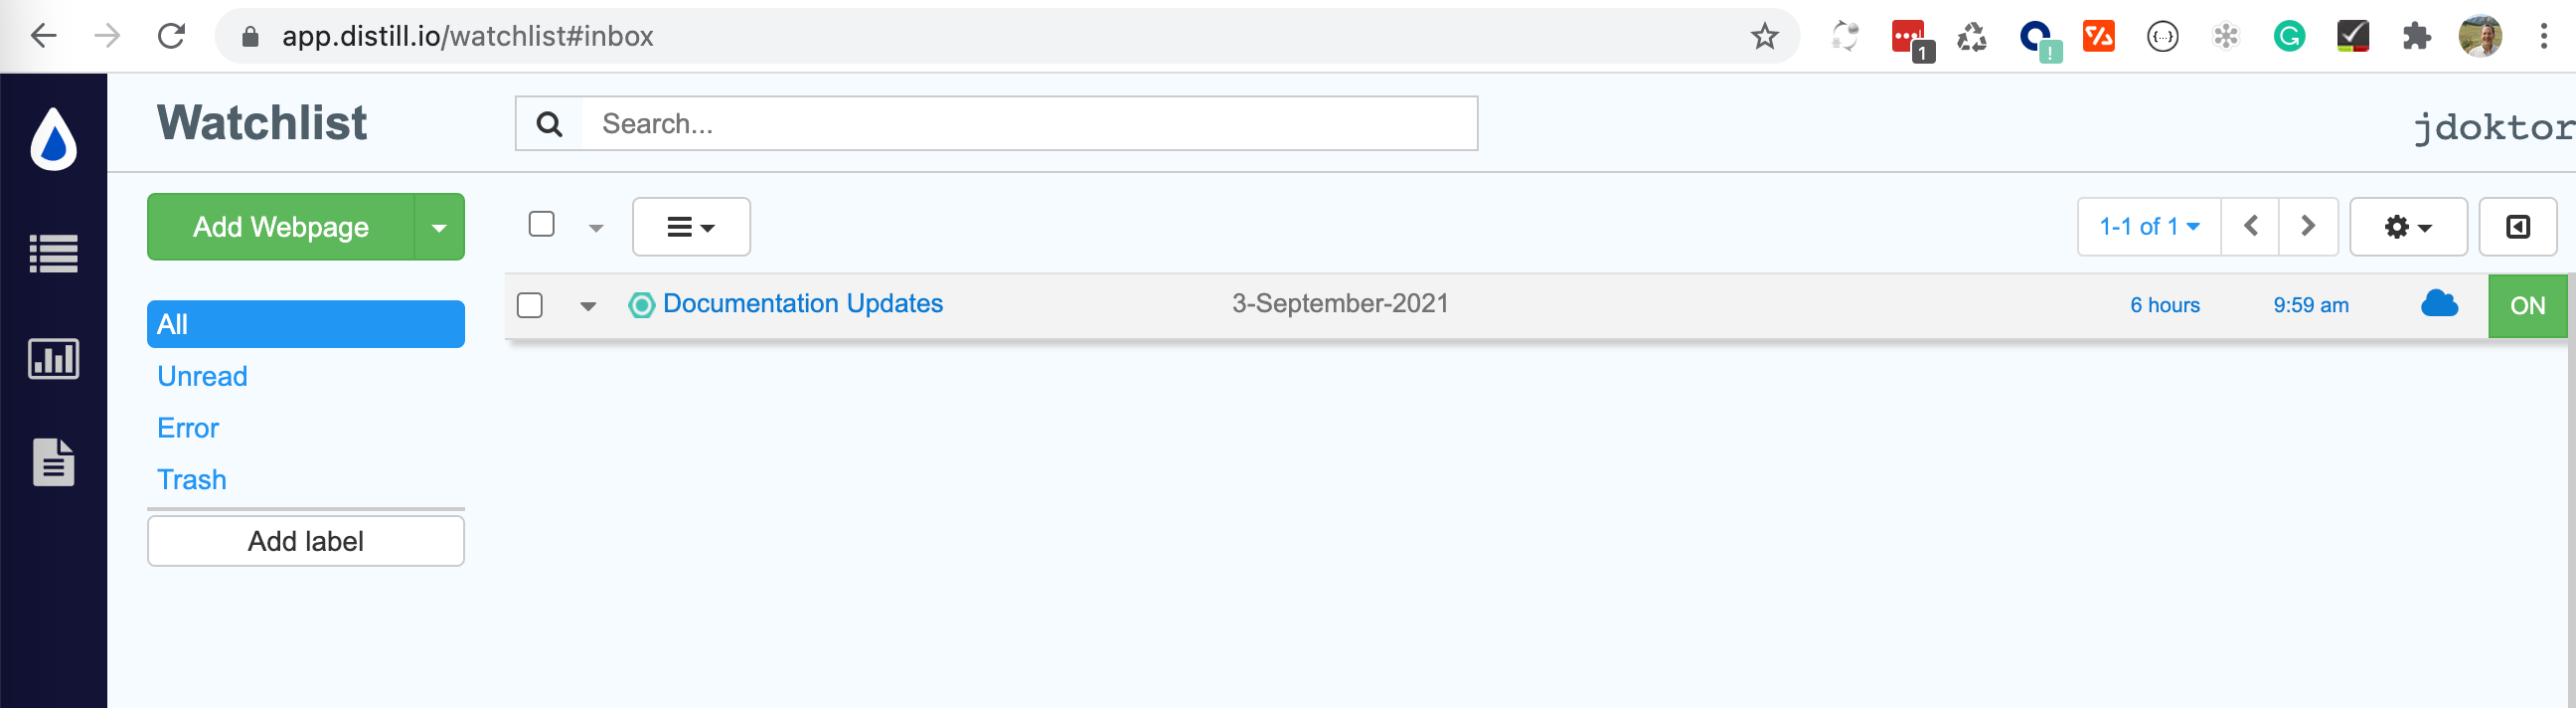 app.distill.io/watchlist#inbox
1
!
{...}
Watchlist
Search...
jdoktor
Add Webpage
1-1 of 1
All
Documentation Updates 3-September-2021 6 hours 9:59 am ON
Unread
Error
Trash
Add label